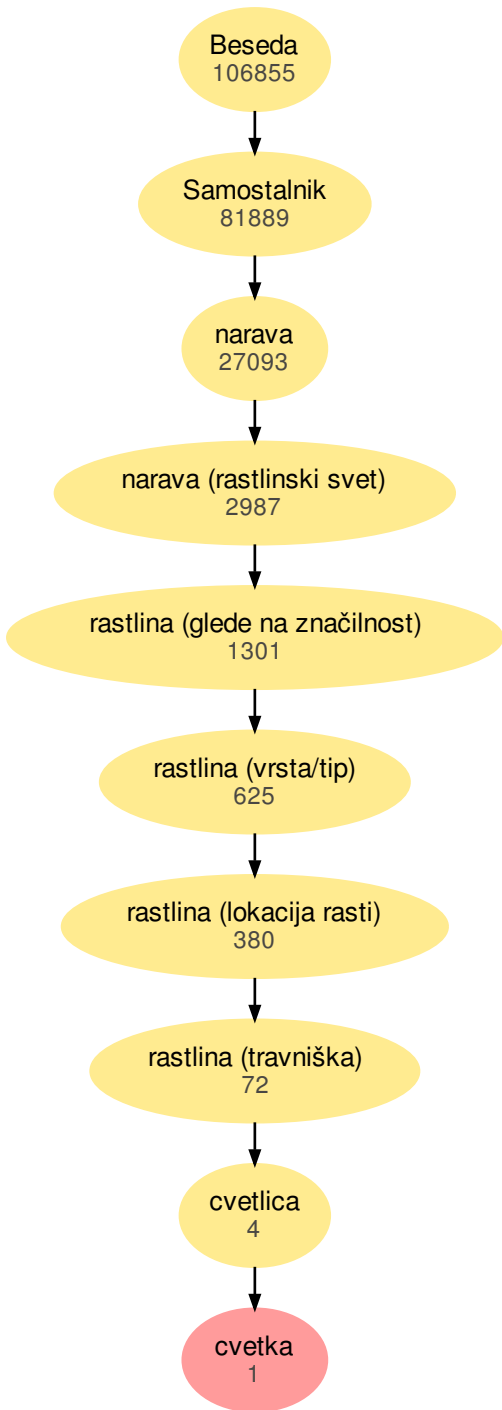 Beseda
106855
Samostalnik
81889
narava
27093
narava (rastlinski svet)
2987
rastlina (glede na značilnost)
1301
rastlina (vrsta/tip)
625
rastlina (lokacija rasti)
380
rastlina (travniška)
72
cvetlica
4
cvetka
1